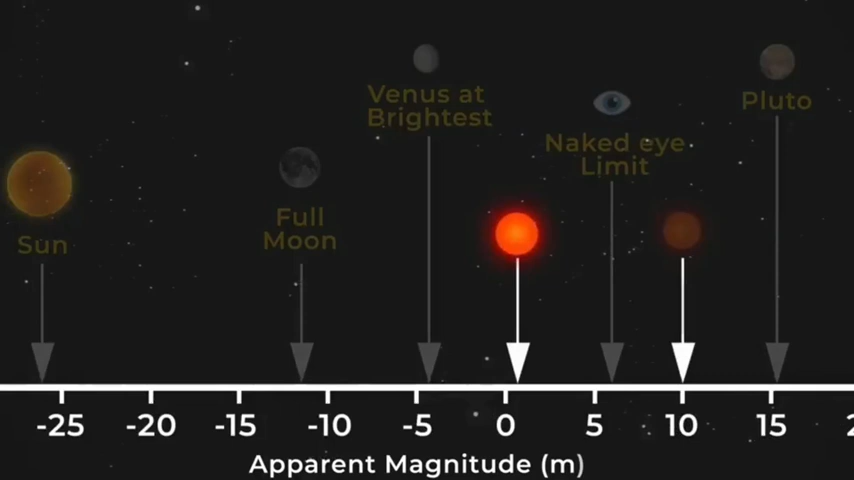 Venus at
Brightest
Pluto
Naked eye
Limit
Full
Moon
Sun
-25 -20 -15 -10 -5 0 5 10 15
Apparent Magnitude (m)